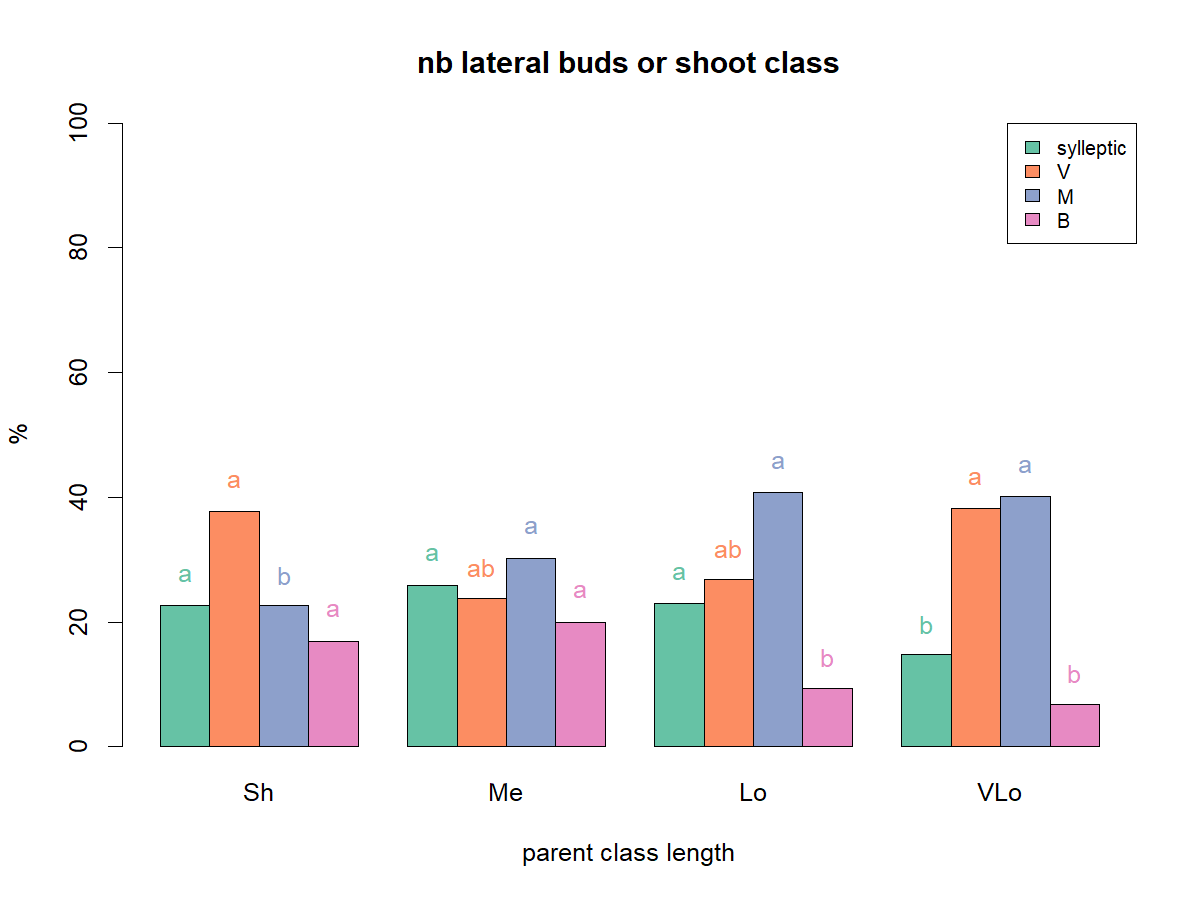 nb lateral buds or shoot class
100
80
60
40
20
0
%
sylleptic
V
M
B
a a b a
a ab a a
a ab a b
b a a b
Sh Me Lo VLo
parent class length